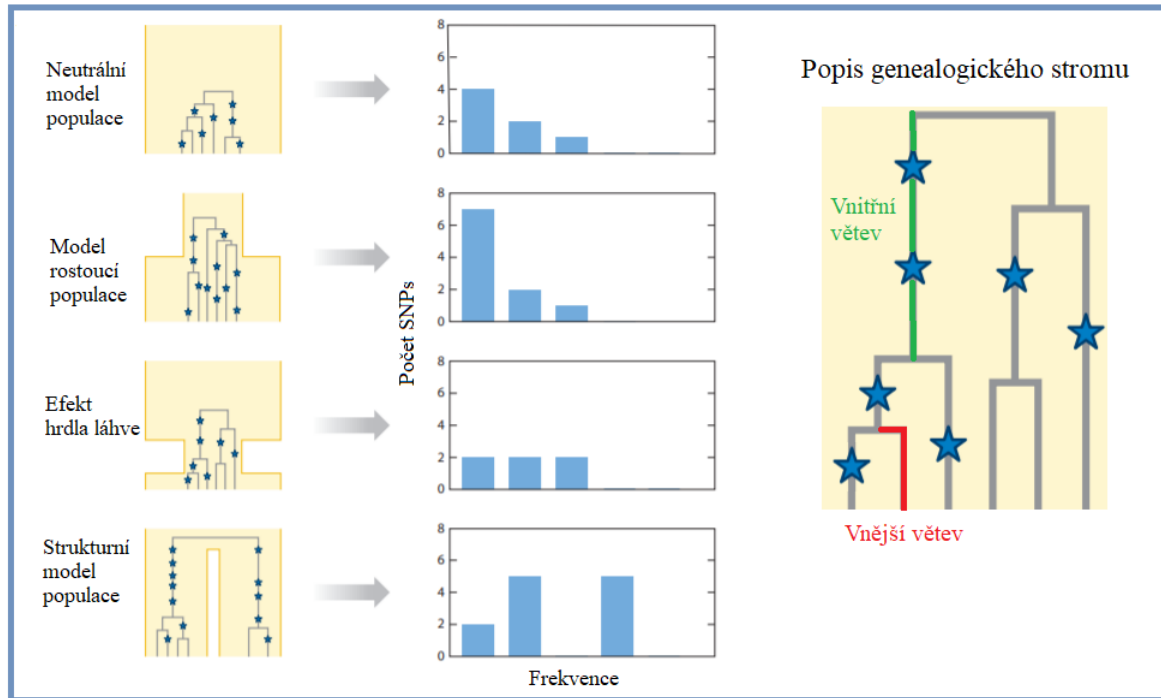 Neutrální
model
populace
8
6
4
2
0
Model
rostoucí
populace
8
6
4
2
0
Efekt
hrdla láhve
8
6
4
2
0
Strukturní
model
populace
8
6
4
2
0
Počet SNPs
Frekvence
Popis genealogického stromu
Vnitřní
větev
Vnější větev